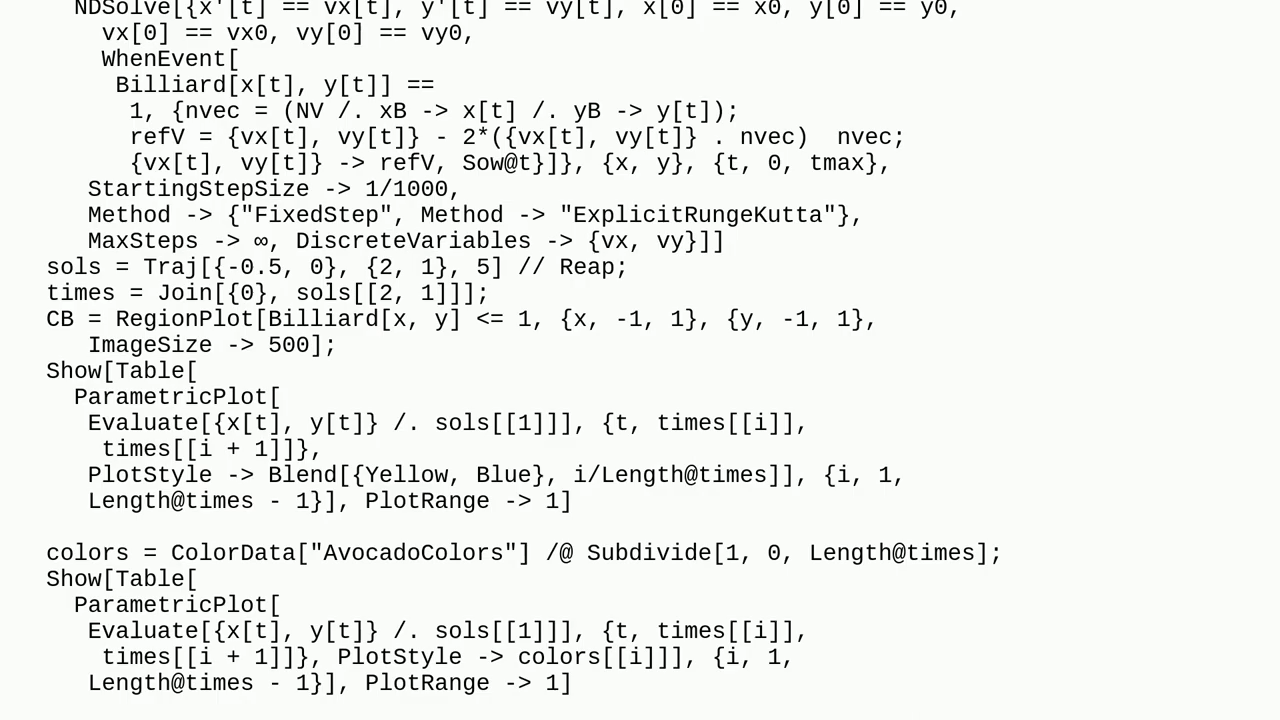 NDSolve[{x'[t] == vx[t], y'[t] == vy[t], x[0] == x0, y[0] == y0,
vx[0] == vx0, vy[0] == vy0,
WhenEvent[
Billiard[x[t], y[t]] ==
1, {nvec = (NV /. xB -> x[t] /. yB -> y[t]);
refV = {vx[t], vy[t]} - 2*({vx[t], vy[t]} . nvec)  nvec;
{vx[t], vy[t]} -> refV, Sow@t}]}, {x, y}, {t, 0, tmax},
StartingStepSize -> 1/1000,
Method -> {"FixedStep", Method -> "ExplicitRungeKutta"},
MaxSteps -> ∞, DiscreteVariables -> {vx, vy}]]
sols = Traj[{-0.5, 0}, {2, 1}, 5] // Reap;
times = Join[{0}, sols[[2, 1]]];
CB = RegionPlot[Billiard[x, y] <= 1, {x, -1, 1}, {y, -1, 1},
ImageSize -> 500];
Show[Table[
ParametricPlot[
Evaluate[{x[t], y[t]} /. sols[[1]]], {t, times[[i]],
times[[i + 1]]},
PlotStyle -> Blend[{Yellow, Blue}, i/Length@times]], {i, 1,
Length@times - 1}], PlotRange -> 1]
colors = ColorData["AvocadoColors"] /@ Subdivide[1, 0, Length@times];
Show[Table[
ParametricPlot[
Evaluate[{x[t], y[t]} /. sols[[1]]], {t, times[[i]],
times[[i + 1]]}, PlotStyle -> colors[[i]]], {i, 1,
Length@times - 1}], PlotRange -> 1]